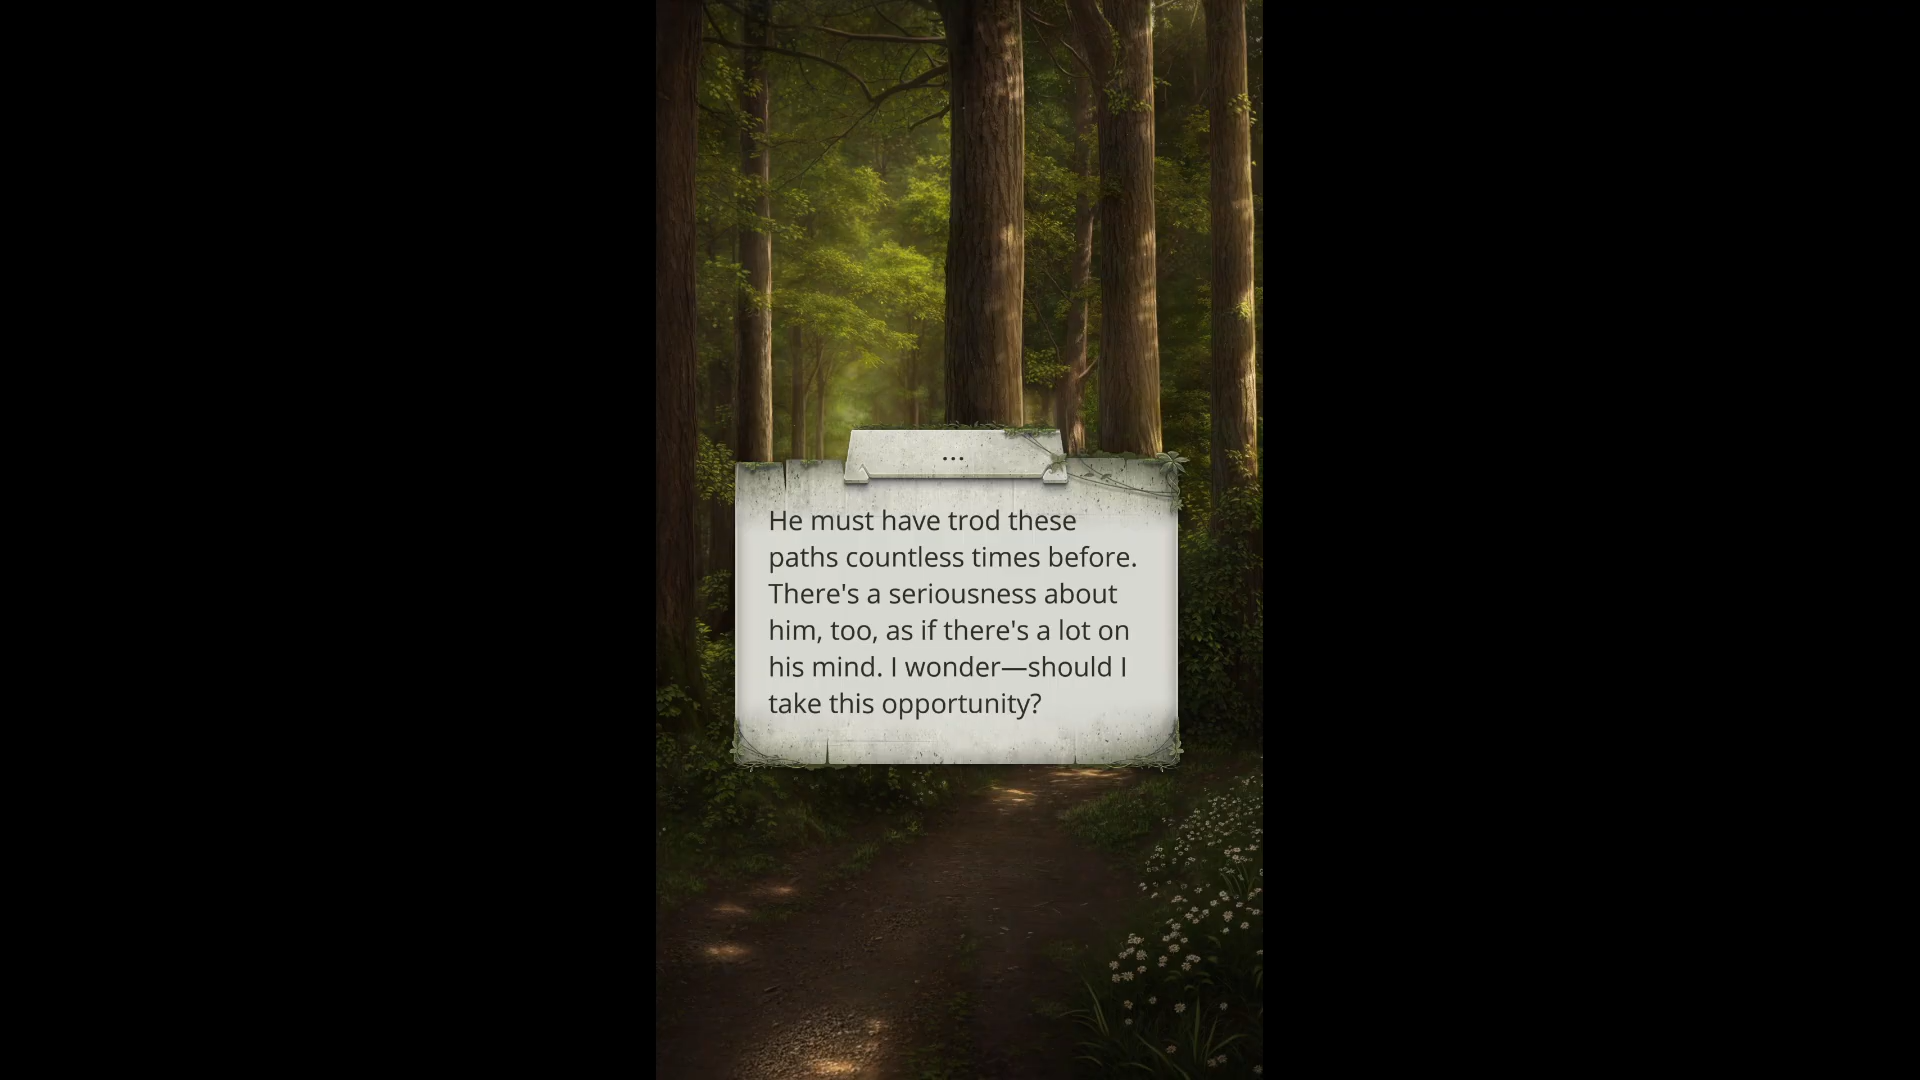 ...
He must have trod these
paths countless times before.
There's a seriousness about
him, too, as if there's a lot on
his mind. I wonder—should I
take this opportunity?